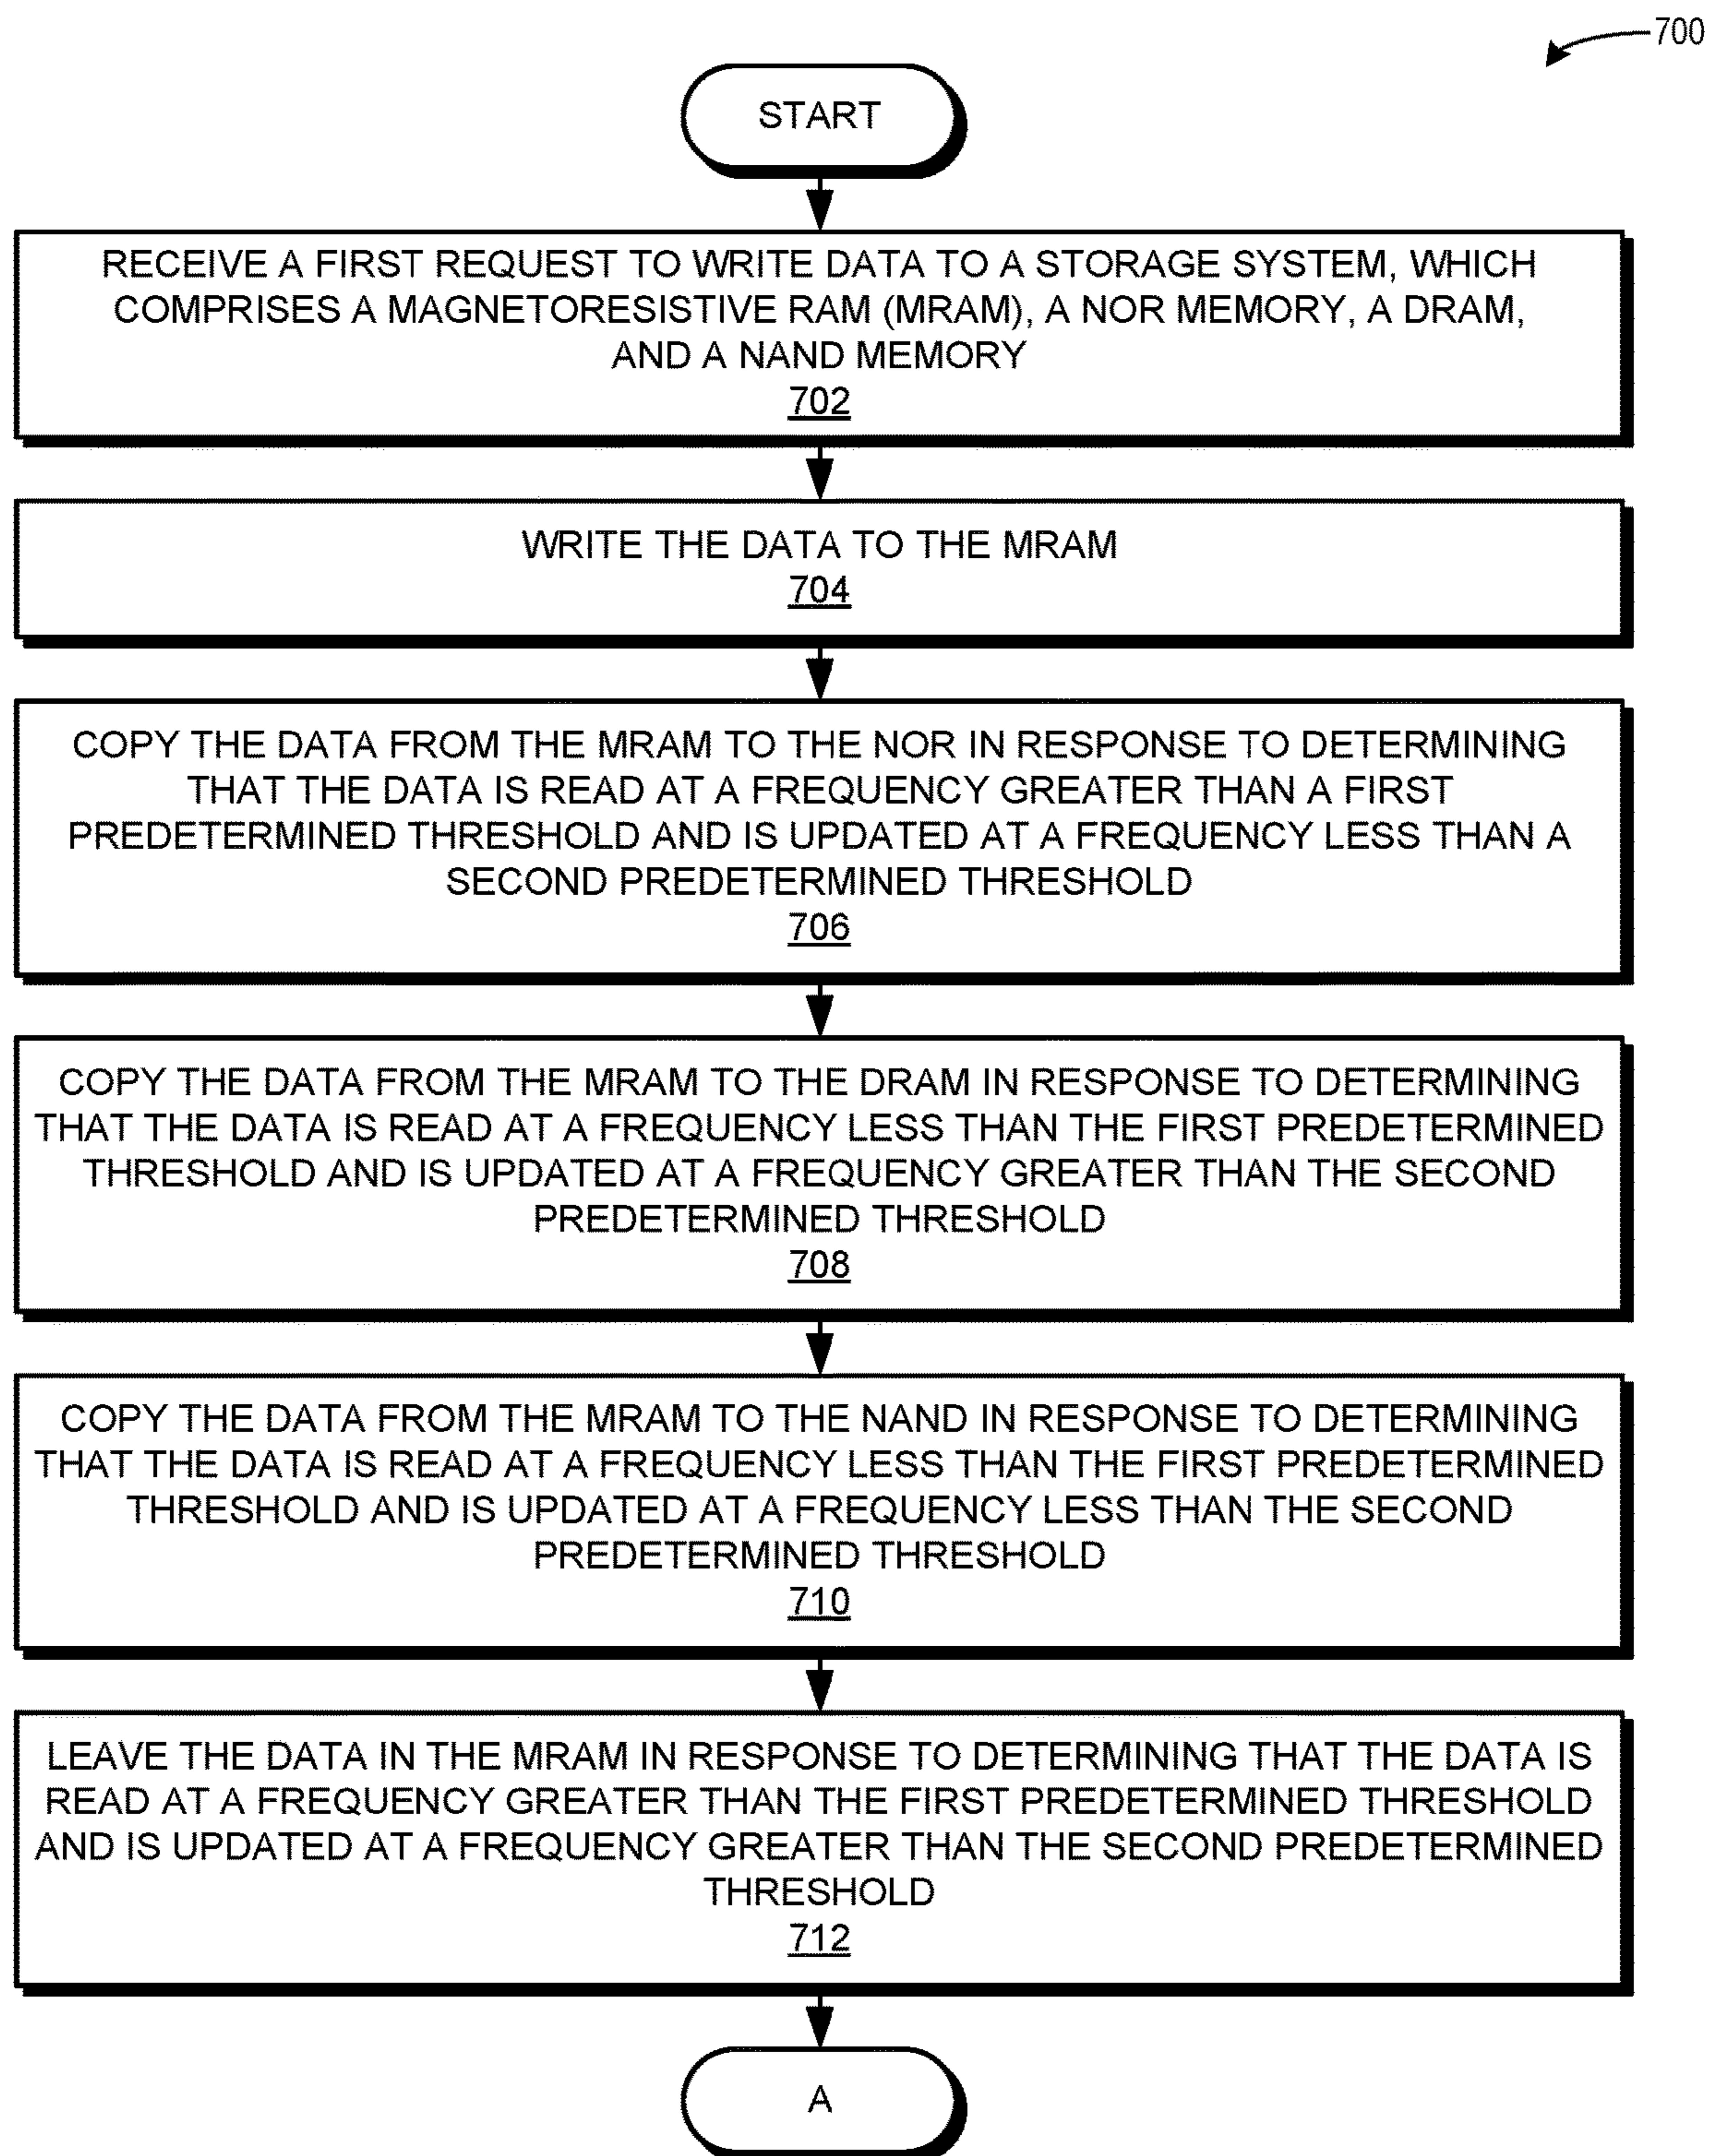 700
START
RECEIVE A FIRST REQUEST TO WRITE DATA TO A STORAGE SYSTEM, WHICH
COMPRISES A MAGNETORESISTIVE RAM (MRAM), A NOR MEMORY, A DRAM,
AND A NAND MEMORY
702
WRITE THE DATA TO THE MRAM
704
COPY THE DATA FROM THE MRAM TO THE NOR IN RESPONSE TO DETERMINING
THAT THE DATA IS READ AT A FREQUENCY GREATER THAN A FIRST
PREDETERMINED THRESHOLD AND IS UPDATED AT A FREQUENCY LESS THAN A
SECOND PREDETERMINED THRESHOLD
706
COPY THE DATA FROM THE MRAM TO THE DRAM IN RESPONSE TO DETERMINING
THAT THE DATA IS READ AT A FREQUENCY LESS THAN THE FIRST PREDETERMINED
THRESHOLD AND IS UPDATED AT A FREQUENCY GREATER THAN THE SECOND
PREDETERMINED THRESHOLD
708
COPY THE DATA FROM THE MRAM TO THE NAND IN RESPONSE TO DETERMINING
THAT THE DATA IS READ AT A FREQUENCY LESS THAN THE FIRST PREDETERMINED
THRESHOLD AND IS UPDATED AT A FREQUENCY LESS THAN THE SECOND
PREDETERMINED THRESHOLD
710
LEAVE THE DATA IN THE MRAM IN RESPONSE TO DETERMINING THAT THE DATA IS
READ AT A FREQUENCY GREATER THAN THE FIRST PREDETERMINED THRESHOLD
AND IS UPDATED AT A FREQUENCY GREATER THAN THE SECOND PREDETERMINED
THRESHOLD
712
A